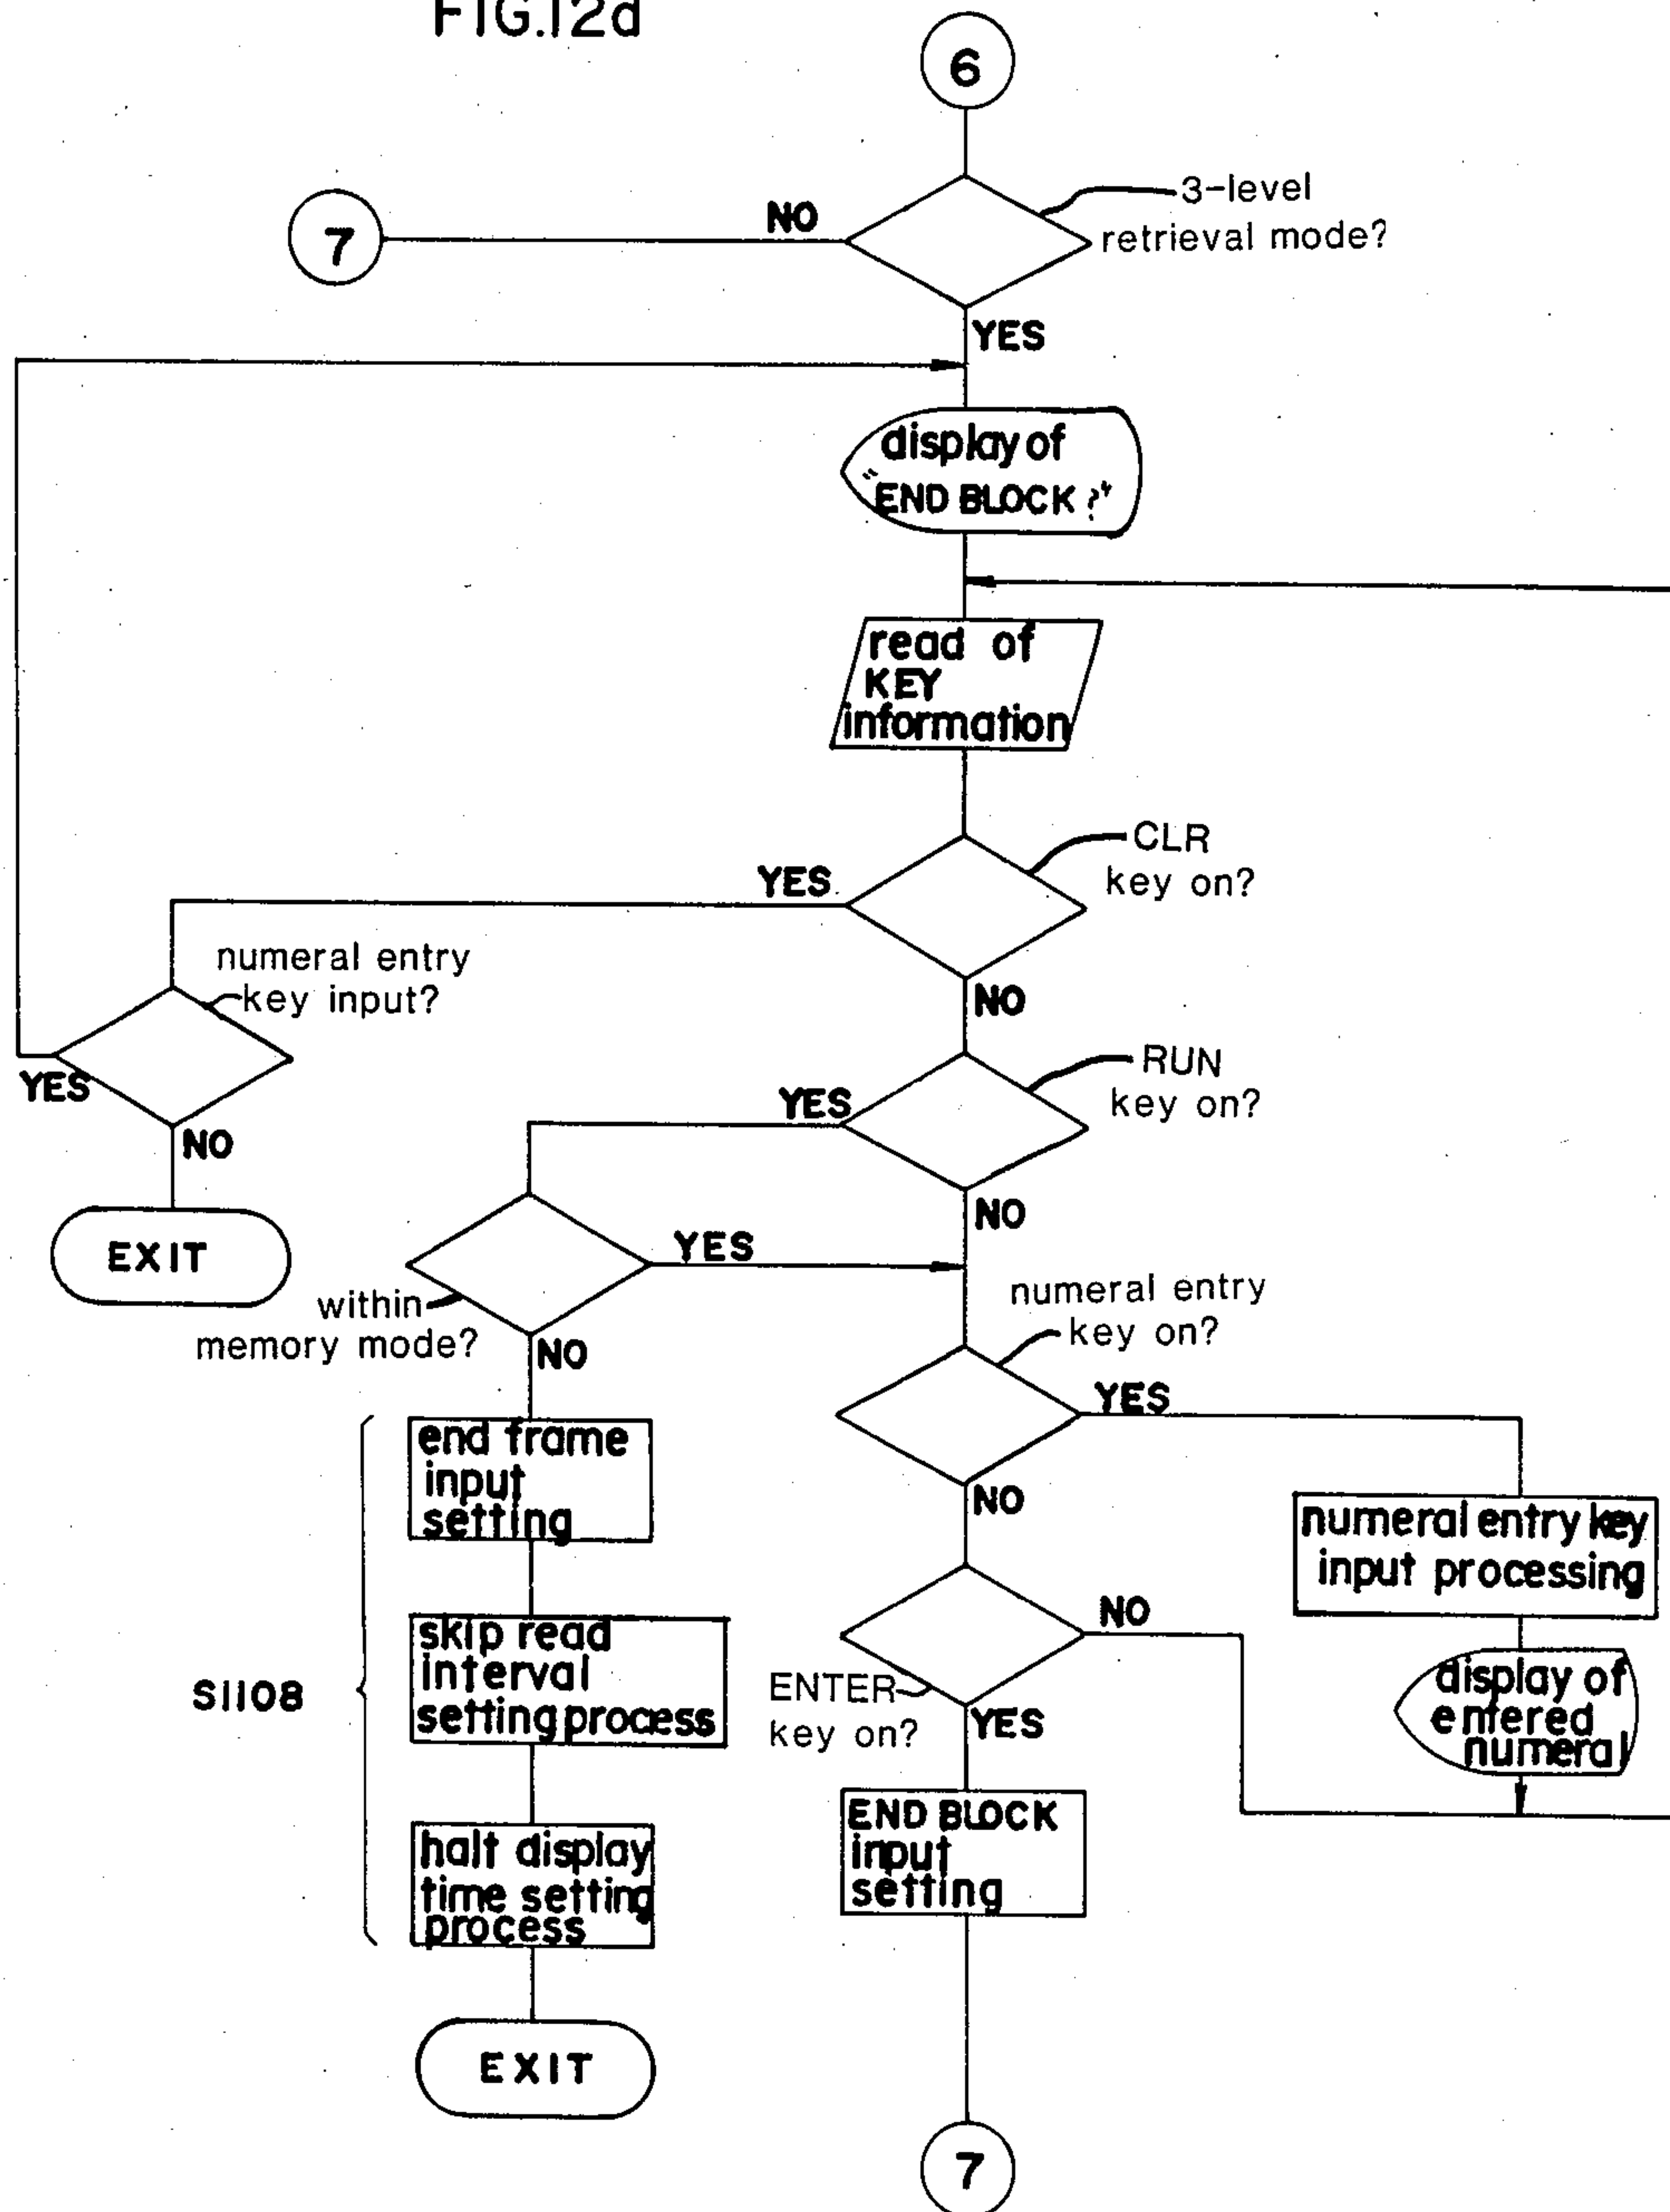 FIG.12d
6
3-level
retrieval mode?
NO
7
YES
display of
"END BLOCK ?"
read of
KEY
information
CLR
key on?
YES
NO
numeral entry
key input?
YES
NO
EXIT
RUN
key on?
YES
NO
within
memory mode?
YES
NO
numeral entry
key on?
YES
NO
numeral entry key
input processing
display of
entered
numeral
end frame
input
setting
skip read
interval
setting process
halt display
time setting
process
S1108
EXIT
ENTER
key on?
NO
YES
END BLOCK
input
setting
7